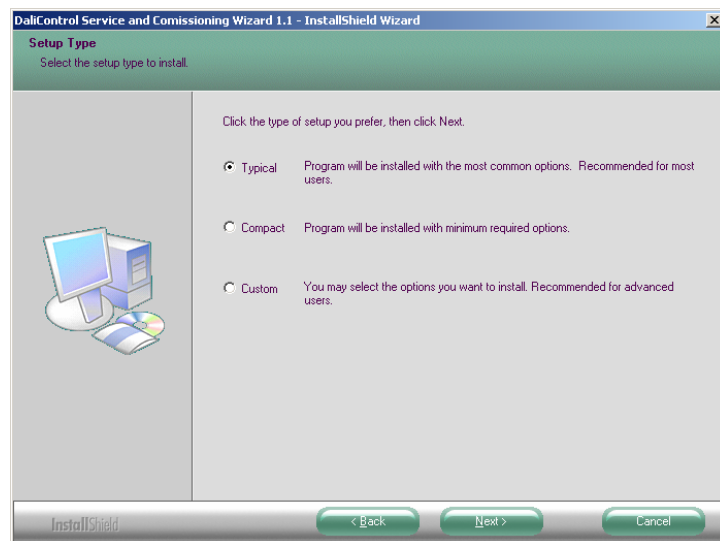 DaliControl Service and Comissioning Wizard 1.1 - InstallShield Wizard
Setup Type
Select the setup type to install.
Click the type of setup you prefer, then click Next.
Typical Program will be installed with the most common options. Recommended for most
users.
Compact Program will be installed with minimum required options.
Custom You may select the options you want to install. Recommended for advanced
users.
InstallShield
< Back
Next >
Cancel